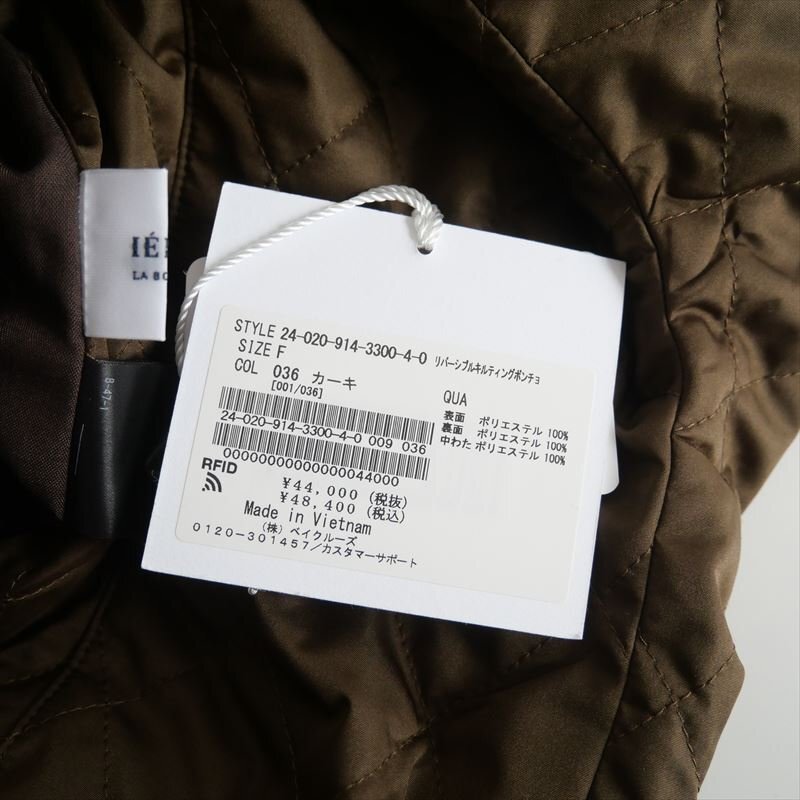 IÉ
LA BO
8-47-1
STYLE 24-020-914-3300-4-0 リバーシブルキルティングポンチョ
SIZE F
COL 036 カーキ
[001/036]
24-020-914-3300-4-0 009 036
00000000000000044000
RFID
¥44,000 (税抜)
¥48,400 (税込)
Made in Vietnam
(株) ベイクルーズ
0120-301457/カスタマーサポート
QUA
表面 ポリエステル 100%
裏面 ポリエステル 100%
中わた ポリエステル 100%